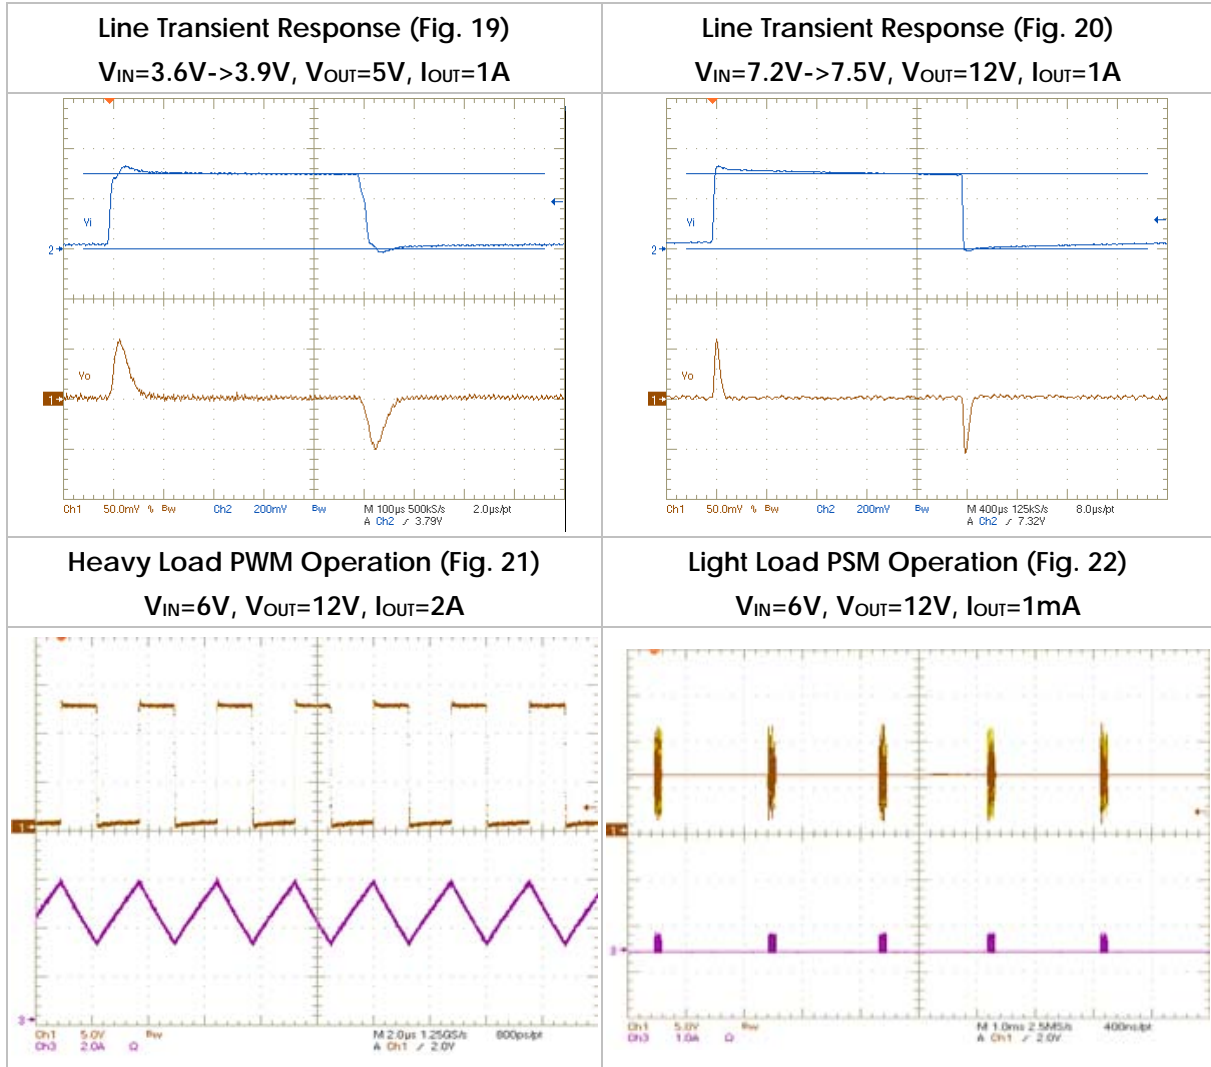 Line Transient Response (Fig. 19)
VIN=3.6V->3.9V, VOUT=5V, IOUT=1A
Line Transient Response (Fig. 20)
VIN=7.2V->7.5V, VOUT=12V, IOUT=1A
Vi
2
Vo
1
Ch1 50.0mV % BW Ch2 200mV BW M 100µs 500kS/s 2.0µs/pt
A Ch2 / 3.79V
Vi
2
Vo
1
Ch1 50.0mV % BW Ch2 200mV BW M 400µs 125kS/s 8.0µs/pt
A Ch2 / 7.32V
Heavy Load PWM Operation (Fig. 21)
VIN=6V, VOUT=12V, IOUT=2A
Light Load PSM Operation (Fig. 22)
VIN=6V, VOUT=12V, IOUT=1mA
1
3
Ch1 5.0V BW M 2.0µs 1.25GS/s 800ps/pt
Ch3 2.0A Ω A Ch1 / 2.0V
1
3
Ch1 5.0V BW M 1.0ms 2.5MS/s 400ns/pt
Ch3 1.0A Ω A Ch1 / 2.0V